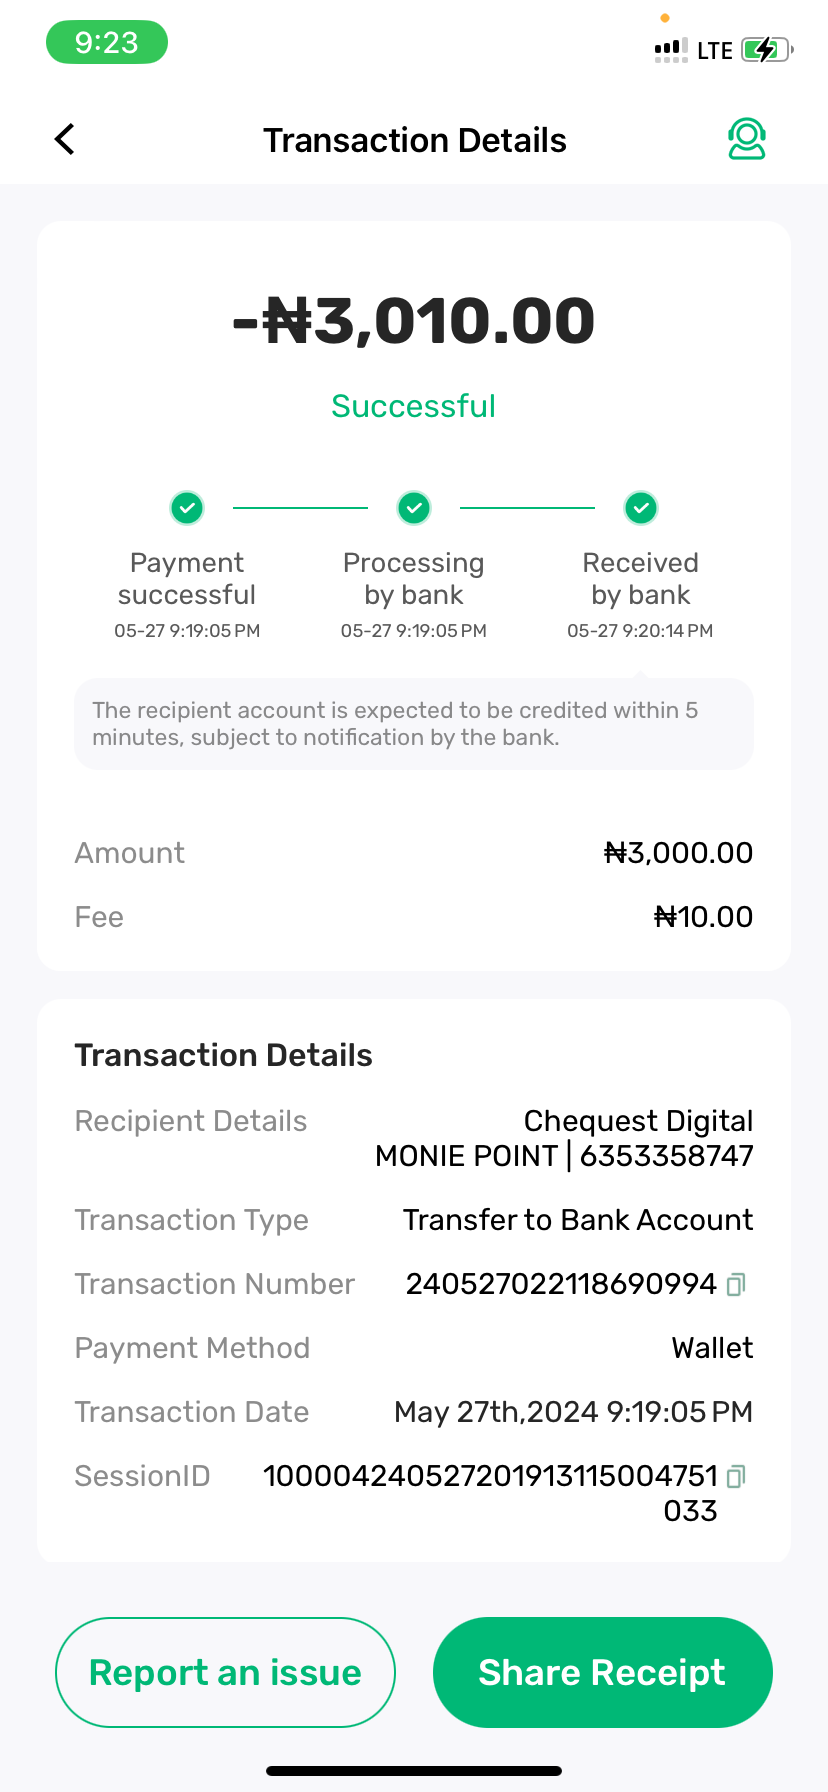 9:23
LTE
Transaction Details
-₦3,010.00
Successful
Payment successful
05-27 9:19:05 PM
Processing by bank
05-27 9:19:05 PM
Received by bank
05-27 9:20:14 PM
The recipient account is expected to be credited within 5
minutes, subject to notification by the bank.
Amount ₦3,000.00
Fee ₦10.00
Transaction Details
Recipient Details Chequest Digital
MONIE POINT | 6353358747
Transaction Type Transfer to Bank Account
Transaction Number 240527022118690994
Payment Method Wallet
Transaction Date May 27th,2024 9:19:05 PM
SessionID 100004240527201913115004751
033
Report an issue
Share Receipt